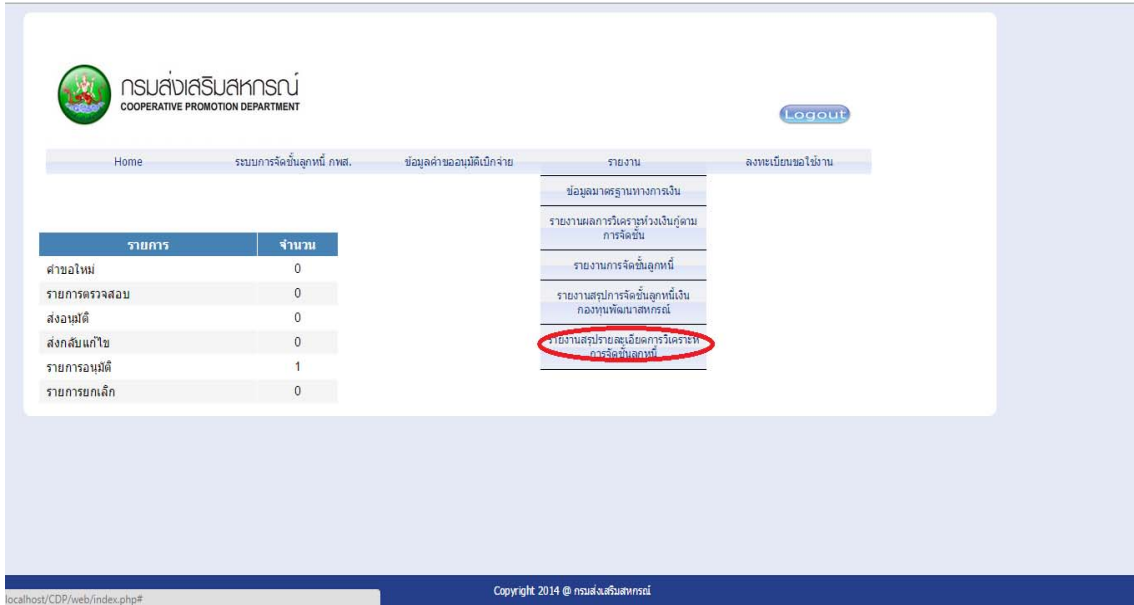 กรมส่งเสริมสหกรณ์
COOPERATIVE PROMOTION DEPARTMENT
Logout
Home ระบบการจัดชั้นลูกหนี้ กพส. ข้อมูลคำขออนุมัติเบิกจ่าย รายงาน ลงทะเบียนขอใช้งาน
ข้อมูลมาตรฐานทางการเงิน
รายงานผลการวิเคราะห์วงเงินกู้ตาม
การจัดชั้น
รายงานการจัดชั้นลูกหนี้
รายงานสรุปการจัดชั้นลูกหนี้เงิน
กองทุนพัฒนาสหกรณ์
รายงานสรุปรายละเอียดการวิเคราะห์
การจัดชั้นลูกหนี้
รายการ จำนวน
คำขอใหม่ 0
รายการตรวจสอบ 0
ส่งอนุมัติ 0
ส่งกลับแก้ไข 0
รายการอนุมัติ 1
รายการยกเลิก 0
Copyright 2014 @ กรมส่งเสริมสหกรณ์
localhost/CDP/web/index.php#